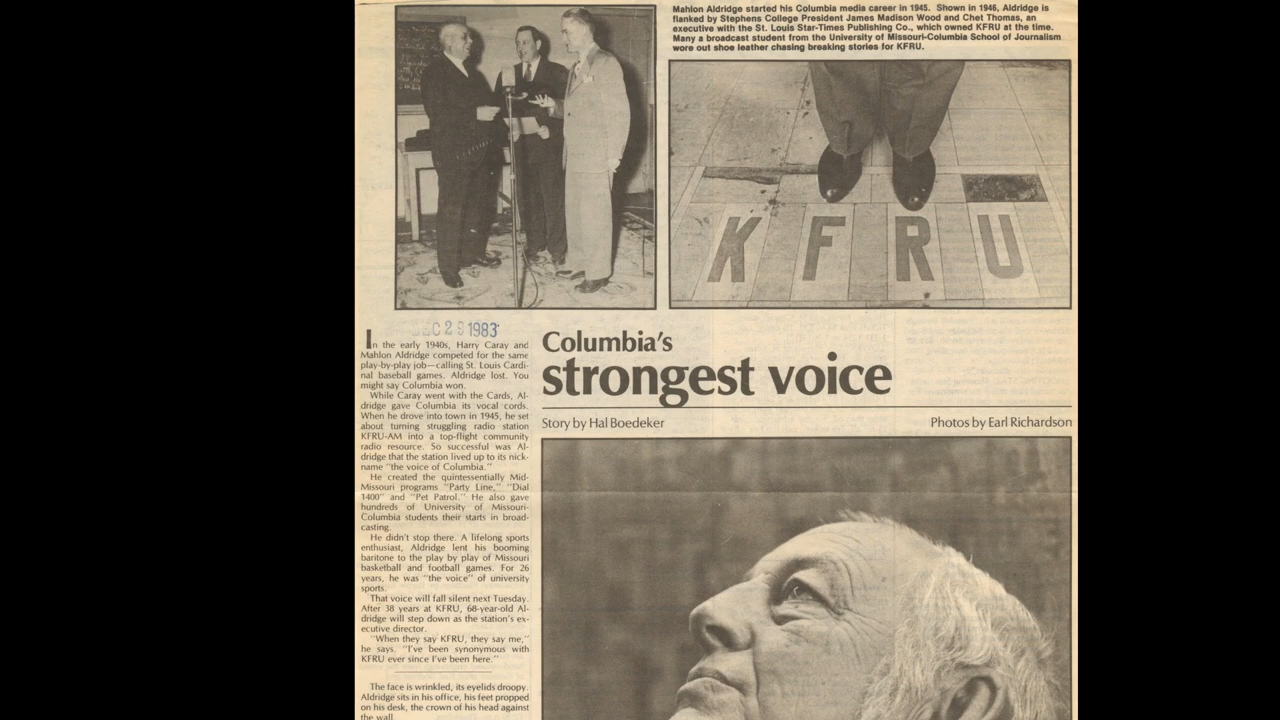 Mahlon Aldridge started his Columbia media career in 1945. Shown in 1946, Aldridge is
flanked by Stephens College President James Madison Wood and Chet Thomas, an
executive with the St. Louis Star-Times Publishing Co., which owned KFRU at the time.
Many a broadcast student from the University of Missouri-Columbia School of Journalism
wore out shoe leather chasing breaking stories for KFRU.
K F R U
EC 29 1983
Columbia's
strongest voice
Story by Hal Boedeker
Photos by Earl Richardson
In the early 1940s, Harry Caray and
Mahlon Aldridge competed for the same
play-by-play job—calling St. Louis Cardi-
nal baseball games. Aldridge lost. You
might say Columbia won.
While Caray went with the Cards, Al-
dridge gave Columbia its vocal cords.
When he drove into town in 1945, he set
about turning struggling radio station
KFRU-AM into a top-flight community
radio resource. So successful was Al-
dridge that the station lived up to its nick-
name "the voice of Columbia."
He created the quintessentially Mid-
Missouri programs "Party Line," "Dial
1400" and "Pet Patrol." He also gave
hundreds of University of Missouri-
Columbia students their starts in broad-
casting.
He didn't stop there. A lifelong sports
enthusiast, Aldridge lent his booming
baritone to the play by play of Missouri
basketball and football games. For 26
years, he was "the voice" of university
sports.
That voice will fall silent next Tuesday.
After 38 years at KFRU, 68-year-old Al-
dridge will step down as the station's ex-
ecutive director.
"When they say KFRU, they say me,"
he says. "I've been synonymous with
KFRU ever since I've been here."
The face is wrinkled, its eyelids droopy.
Aldridge sits in his office, his feet propped
on his desk, the crown of his head against
the wall.